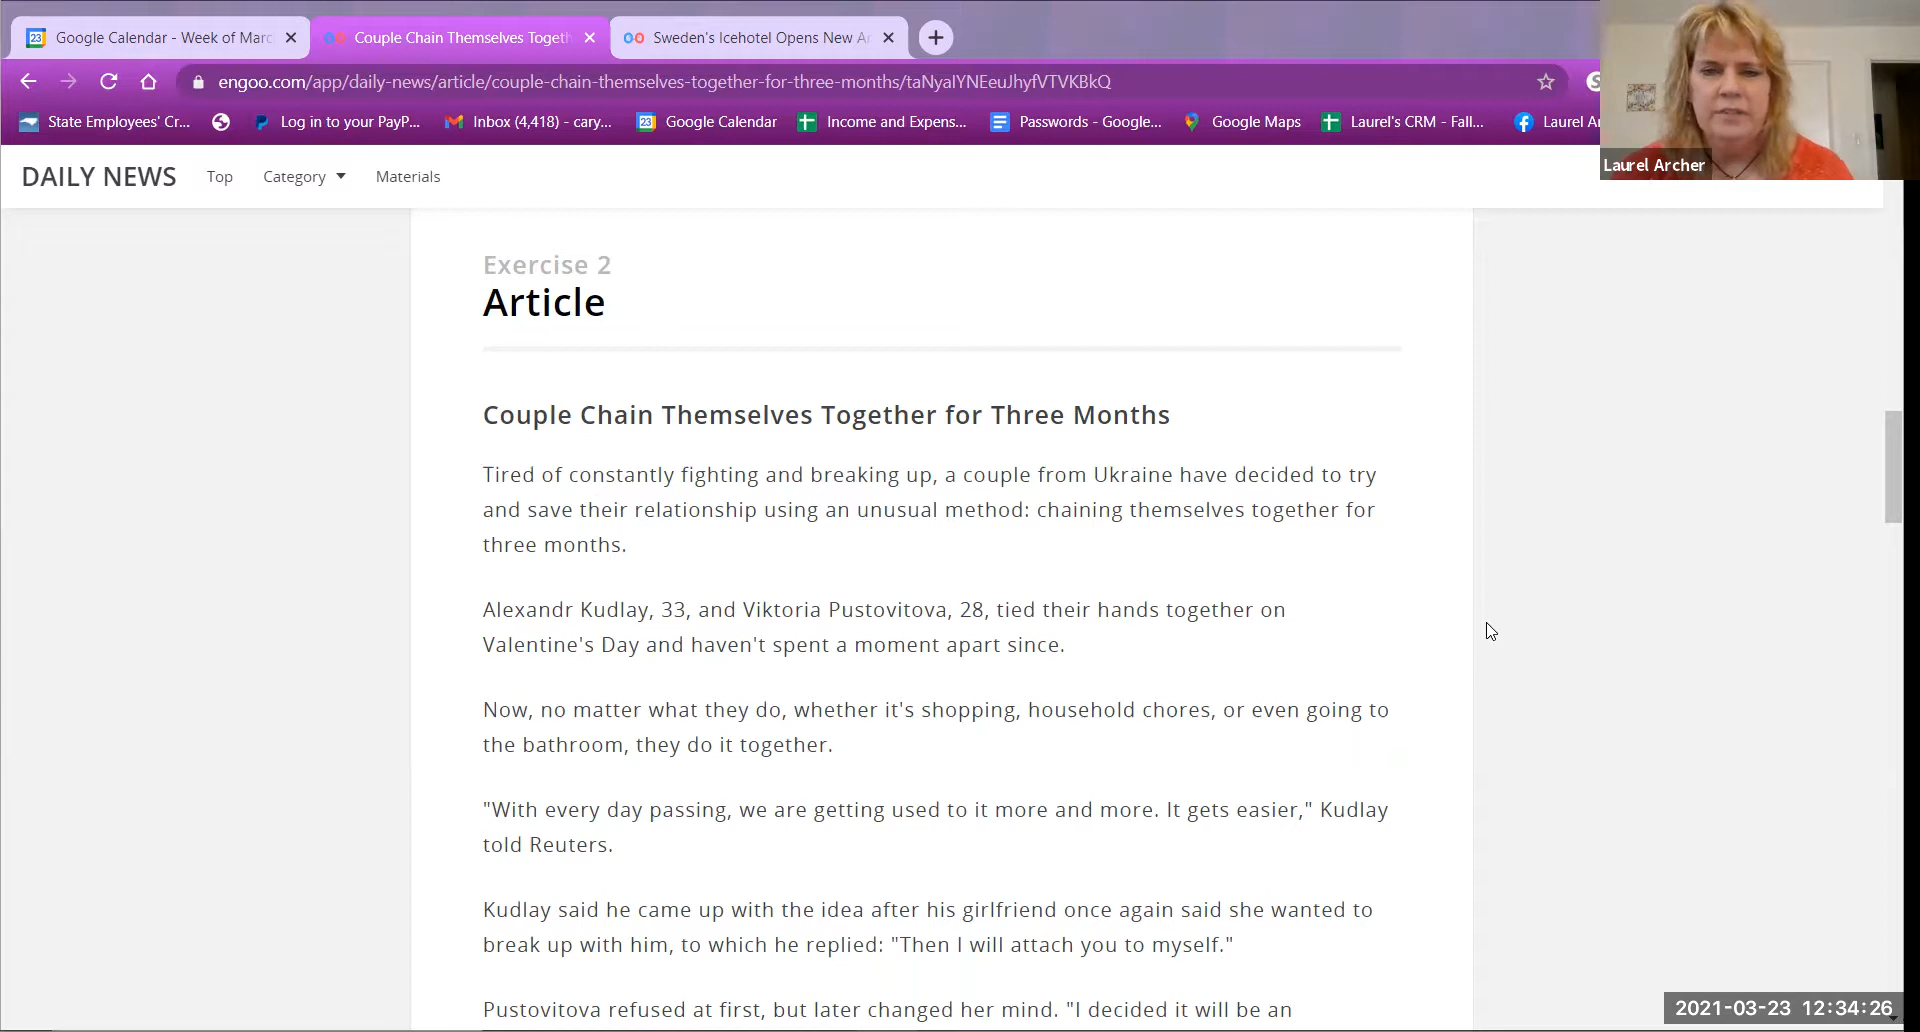 Google Calendar - Week of Marc
Couple Chain Themselves Togeth
Sweden's Icehotel Opens New A
engoo.com/app/daily-news/article/couple-chain-themselves-together-for-three-months/taNyaIYNEeuJhyfVTVKBkQ
State Employees' Cr...
Log in to your PayP...
Inbox (4,418) - cary...
Google Calendar
Income and Expens...
Passwords - Google...
Google Maps
Laurel's CRM - Fall...
Laurel Ar
Laurel Archer
DAILY NEWS
Top
Category
Materials
Exercise 2
Article
Couple Chain Themselves Together for Three Months
Tired of constantly fighting and breaking up, a couple from Ukraine have decided to try
and save their relationship using an unusual method: chaining themselves together for
three months.
Alexandr Kudlay, 33, and Viktoria Pustovitova, 28, tied their hands together on
Valentine's Day and haven't spent a moment apart since.
Now, no matter what they do, whether it's shopping, household chores, or even going to
the bathroom, they do it together.
"With every day passing, we are getting used to it more and more. It gets easier," Kudlay
told Reuters.
Kudlay said he came up with the idea after his girlfriend once again said she wanted to
break up with him, to which he replied: "Then I will attach you to myself."
Pustovitova refused at first, but later changed her mind. "I decided it will be an
2021-03-23 12:34:26